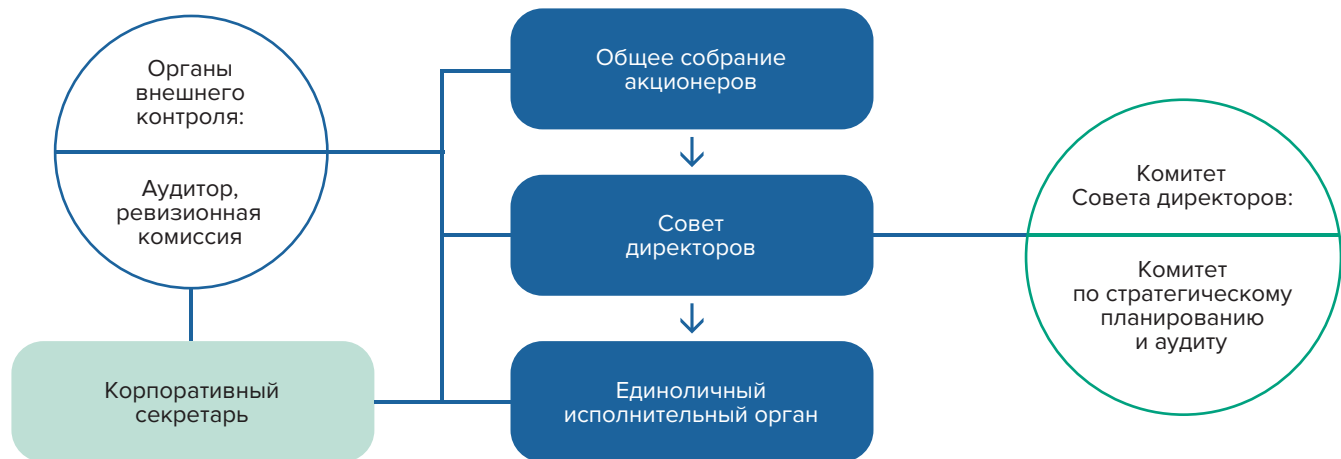 Органы
внешнего
контроля:
Аудитор,
ревизионная
комиссия
Корпоративный
секретарь
Общее собрание
акционеров
Совет
директоров
Единоличный
исполнительный орган
Комитет
Совета директоров:
Комитет
по стратегическому
планированию
и аудиту